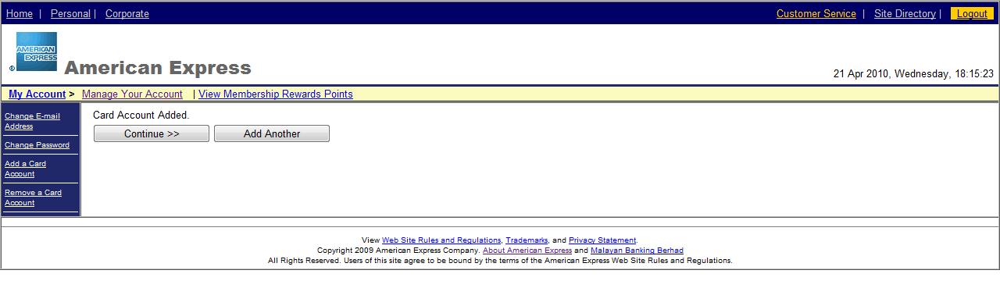 Home | Personal | Corporate Customer Service | Site Directory | Logout
AMERICAN
EXPRESS
® American Express
21 Apr 2010, Wednesday, 18:15:23
My Account > Manage Your Account | View Membership Rewards Points
Change E-mail
Address
Change Password
Add a Card
Account
Remove a Card
Account
Card Account Added.
Continue >> Add Another
View Web Site Rules and Regulations, Trademarks, and Privacy Statement.
Copyright 2009 American Express Company. About American Express and Malayan Banking Berhad
All Rights Reserved. Users of this site agree to be bound by the terms of the American Express Web Site Rules and Regulations.